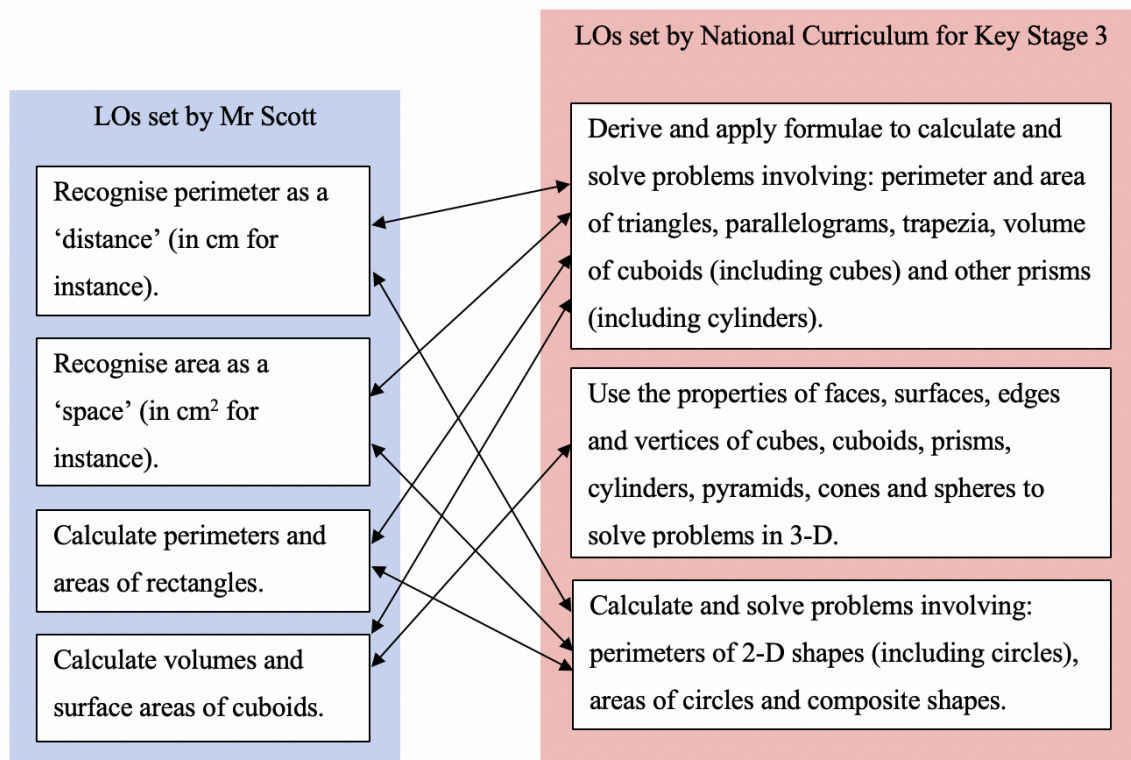 LOs set by National Curriculum for Key Stage 3
LOs set by Mr Scott
Recognise perimeter as a
‘distance’ (in cm for
instance).
Recognise area as a
‘space’ (in cm² for
instance).
Calculate perimeters and
areas of rectangles.
Calculate volumes and
surface areas of cuboids.
Derive and apply formulae to calculate and
solve problems involving: perimeter and area
of triangles, parallelograms, trapezia, volume
of cuboids (including cubes) and other prisms
(including cylinders).
Use the properties of faces, surfaces, edges
and vertices of cubes, cuboids, prisms,
cylinders, pyramids, cones and spheres to
solve problems in 3-D.
Calculate and solve problems involving:
perimeters of 2-D shapes (including circles),
areas of circles and composite shapes.